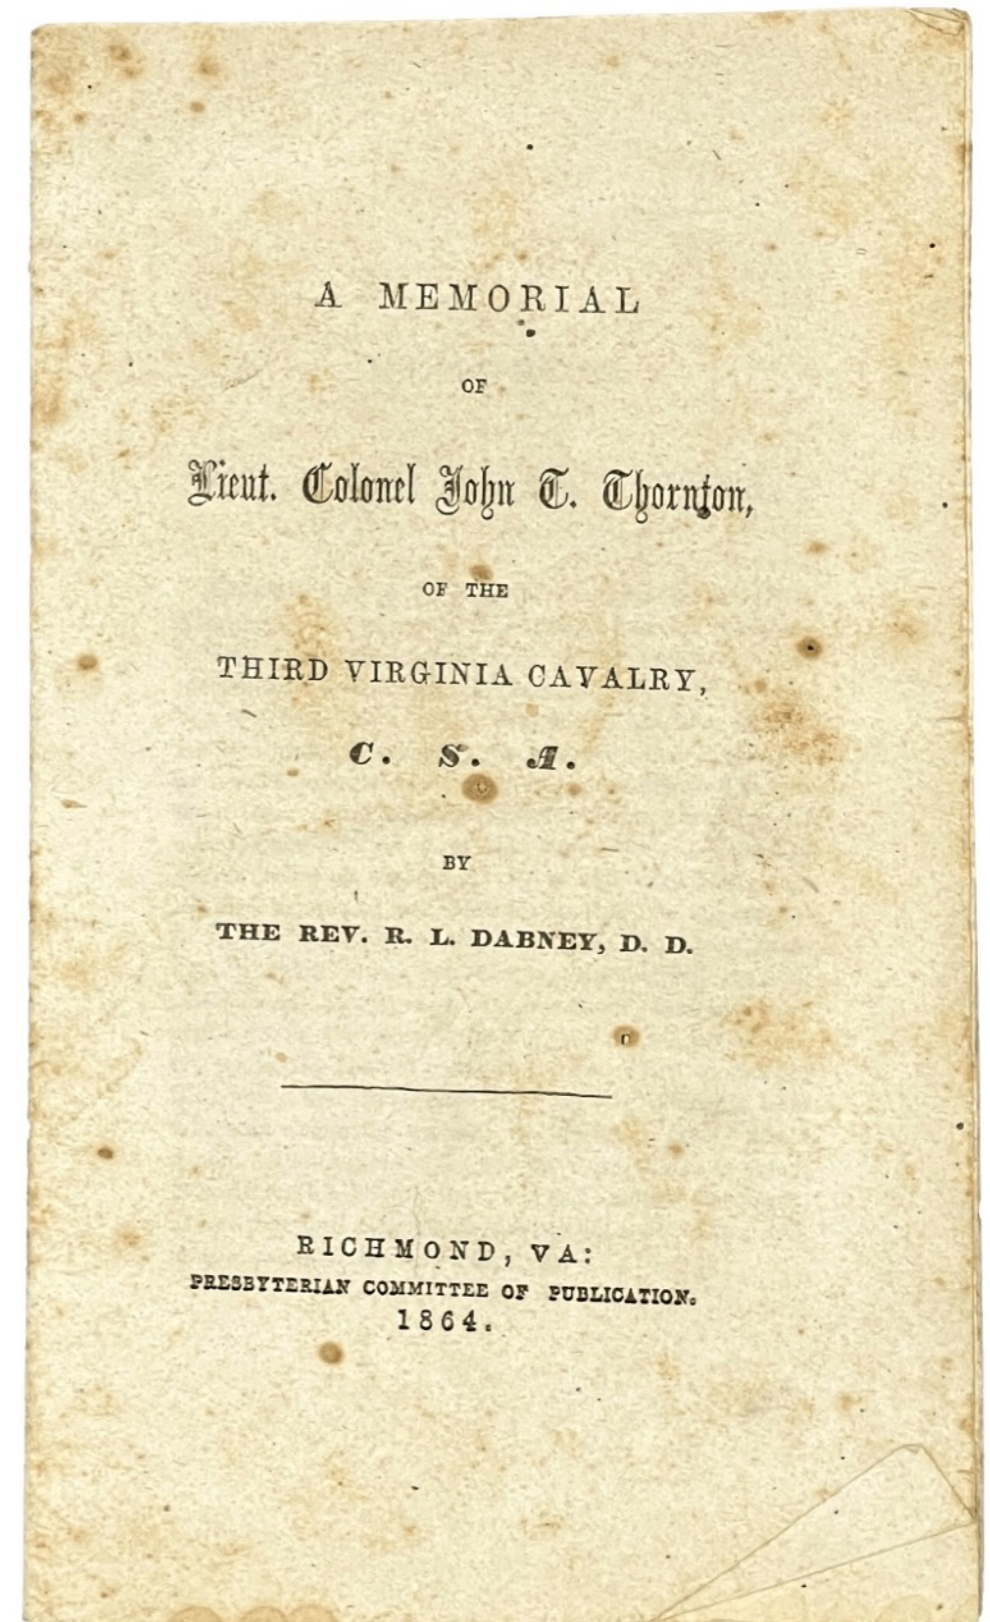 A MEMORIAL
OF
Lieut. Colonel John T. Thornton,
OF THE
THIRD VIRGINIA CAVALRY,
C. S. A.
BY
THE REV. R. L. DABNEY, D. D.
RICHMOND, VA:
PRESBYTERIAN COMMITTEE OF PUBLICATION.
1864.